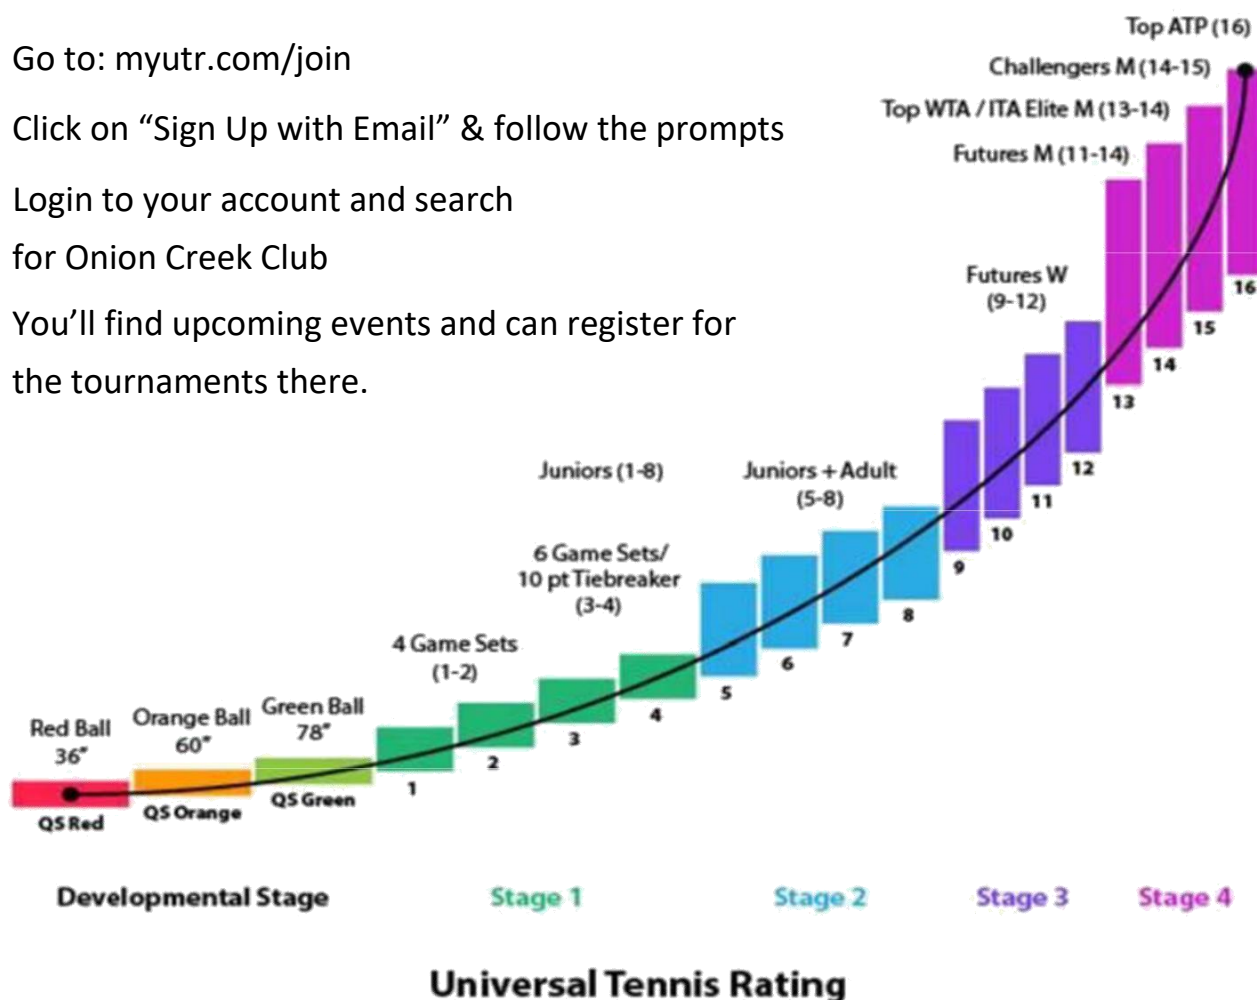 Go to: myutr.com/join
Click on “Sign Up with Email” & follow the prompts
Login to your account and search
for Onion Creek Club
You’ll find upcoming events and can register for
the tournaments there.
Top ATP (16)
Challengers M (14-15)
Top WTA / ITA Elite M (13-14)
Futures M (11-14)
Futures W
(9-12)
Juniors (1-8)
Juniors + Adult
(5-8)
6 Game Sets/
10 pt Tiebreaker
(3-4)
4 Game Sets
(1-2)
Green Ball
78″
Orange Ball
60″
Red Ball
36″
QS Red
QS Orange
QS Green
1
2
3
4
5
6
7
8
9
10
11
12
13
14
15
16
Developmental Stage
Stage 1
Stage 2
Stage 3
Stage 4
Universal Tennis Rating